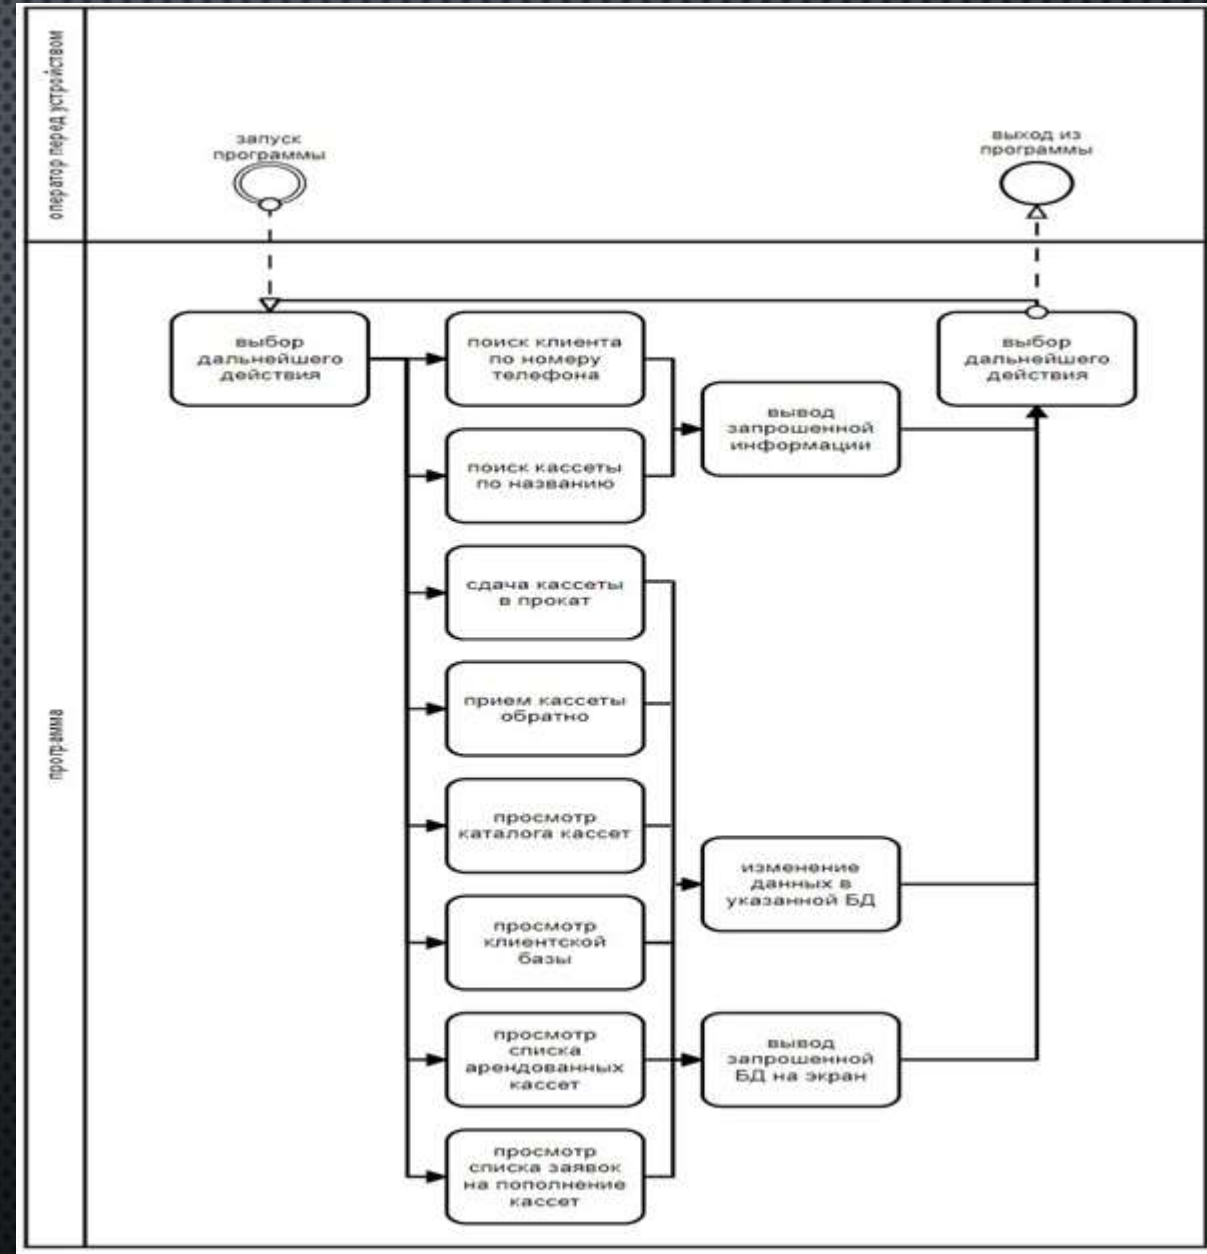 оператор перед устройством
запуск
программы
выход из
программы
программа
выбор
дальнейшего
действия
поиск клиента
по номеру
телефона
поиск кассеты
по названию
сдача кассеты
в прокат
прием кассеты
обратно
просмотр
каталога кассет
просмотр
клиентской
базы
просмотр
списка
арендованных
кассет
просмотр
списка заявок
на пополнение
кассет
вывод
запрошенной
информации
изменение
данных в
указанной БД
вывод
запрошенной
БД на экран
выбор
дальнейшего
действия